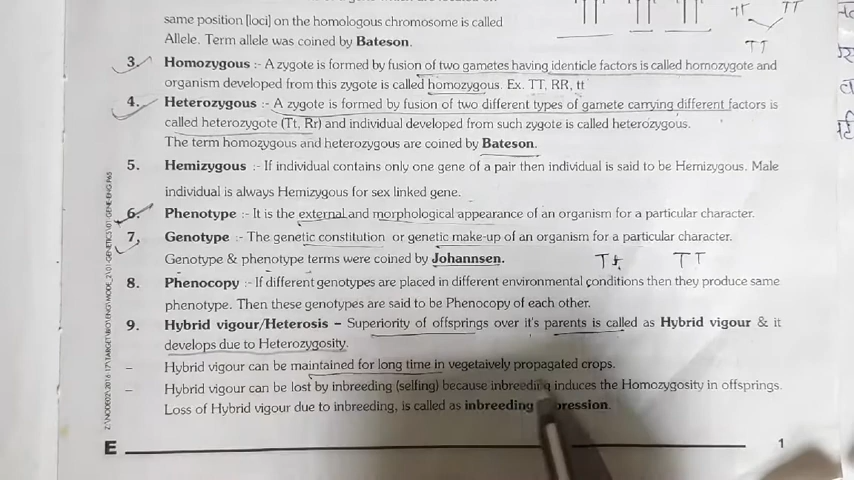 same position [loci] on the homologous chromosome is called
Allele. Term allele was coined by Bateson.
TT TT
TT
3. Homozygous :- A zygote is formed by fusion of two gametes having identicle factors is called homozygote and
organism developed from this zygote is called homozygous. Ex. TT, RR, tt
4. Heterozygous :- A zygote is formed by fusion of two different types of gamete carrying different factors is
called heterozygote (Tt, Rr) and individual developed from such zygote is called heterozygous.
The term homozygous and heterozygous are coined by Bateson.
5. Hemizygous :- If individual contains only one gene of a pair then individual is said to be Hemizygous. Male
individual is always Hemizygous for sex linked gene.
6. Phenotype :- It is the external and morphological appearance of an organism for a particular character.
7. Genotype :- The genetic constitution or genetic make-up of an organism for a particular character.
Genotype & phenotype terms were coined by Johannsen.
Tt TT
8. Phenocopy :- If different genotypes are placed in different environmental conditions then they produce same
phenotype. Then these genotypes are said to be Phenocopy of each other.
9. Hybrid vigour/Heterosis – Superiority of offsprings over it's parents is called as Hybrid vigour & it
develops due to Heterozygosity.
– Hybrid vigour can be maintained for long time in vegetaively propagated crops.
– Hybrid vigour can be lost by inbreeding (selfing) because inbreeding induces the Homozygosity in offsprings.
Loss of Hybrid vigour due to inbreeding, is called as inbreeding
E 1